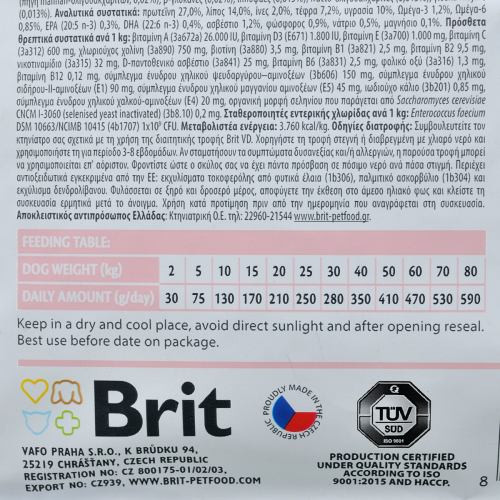 0,013%). Αναλυτικά συστατικά: πρωτεΐνη 27,0%, λίπος 14,0%, ίνες 2,0%, τέφρα 7,2%, υγρασία 10%, Ωμέγα-3 1,2%, Ωμέγα-6
0,85%, EPA (20:5 n-3) 0,3%, DHA (22:6 n-3) 0,4%, ασβέστιο 1,2%, φώσφορος 0,9%, νάτριο 0,5%, μαγνήσιο 0,1%. Πρόσθετα
θρεπτικά συστατικά ανά 1 kg: βιταμίνη A (3a672a) 26.000 IU, βιταμίνη D3 (E671) 1.800 IU, βιταμίνη E (3a700) 1.000 mg, βιταμίνη C
(3a312) 600 mg, χλωριούχος χολίνη (3a890) 750 mg, βιοτίνη (3a880) 3,5 mg, βιταμίνη B1 (3a821) 2,5 mg, βιταμίνη B2 9,5 mg,
νικοτιναμίδιο (3a315) 32 mg, D-παντοθενικό ασβέστιο (3a841) 25 mg, βιταμίνη B6 (3a831) 2,5 mg, φολικό οξύ (3a316) 1,3 mg,
βιταμίνη B12 0,12 mg, σύμπλεγμα ένυδρου χηλικού ψευδαργύρου–αμινοξέων (3b606) 150 mg, σύμπλεγμα ένυδρου χηλικού
σιδήρου-II-αμινοξέων (E1) 90 mg, σύμπλεγμα ένυδρου χηλικού μαγγανίου αμινοξέων (E5) 45 mg, ιωδιούχο κάλιο (3b201) 0,85 mg,
σύμπλεγμα ένυδρου χηλικού χαλκού-αμινοξέων (E4) 20 mg, οργανική μορφή σεληνίου που παράγεται από Saccharomyces cerevisiae
CNCM I-3060 (selenised yeast inactivated) (3b8.10) 0,2 mg. Σταθεροποιητές εντερικής χλωρίδας ανά 1 kg: Enterococcus faecium
DSM 10663/NCIMB 10415 (4b1707) 1x10⁹ CFU. Μεταβολιστέα ενέργεια: 3.760 kcal/kg. Οδηγίες διατροφής: Συμβουλευτείτε τον
κτηνίατρο σας σχετικά με τη χρήση της διαιτητικής τροφής Brit VD. Χορηγήστε τη τροφή στεγνή ή διαβρεγμένη με χλιαρό νερό και
χρησιμοποιήστε τη για περίοδο 3-8 εβδομάδων. Αν σταματήσουν τα συμπτώματα δυσανεξίας και/ή αλλεργιών, η παρούσα τροφή μπορεί
να χρησιμοποιείται επ' αόριστον. Φροντίστε ώστε ο σκύλος σας να έχει πάντα πρόσβαση σε πόσιμο νερό ανά πάσα στιγμή. Περιέχει
αντιοξειδωτικά εγκεκριμένα από την ΕΕ: εκχυλίσματα τοκοφερόλης από φυτικά έλαια (1b306), παλμιτικό ασκορβύλιο (1b304) και
εκχύλισμα δενδρολίβανου. Φυλάσσεται σε ξηρό και δροσερό μέρος, αποφύγετε την έκθεση στο άμεσο ηλιακό φως και κλείστε τη
συσκευασία ερμητικά μετά το άνοιγμα. Χρήση κατά προτίμηση πριν από την ημερομηνία που αναγράφεται στη συσκευασία.
Αποκλειστικός αντιπρόσωπος Ελλάδας: Κτηνιατρική Ο.Ε. τηλ: 22960-21544 www.brit-petfood.gr.
FEEDING TABLE:
DOG WEIGHT (kg) 2 5 10 15 20 25 30 40 50 60 70 80
DAILY AMOUNT (g/day) 30 75 130 170 210 250 280 350 410 470 530 590
Keep in a dry and cool place, avoid direct sunlight and after opening reseal.
Best use before date on package.
Brit
PROUDLY MADE IN THE CZECH REPUBLIC
TÜV
SÜD
ISO 9001
VAFO PRAHA S.R.O., K BRŮDKU 94,
25219 CHRÁŠŤANY, CZECH REPUBLIC
REGISTRATION NO: CZ 800175-01/02/03,
EXPORT NO: CZ939, WWW.BRIT-PETFOOD.COM
PRODUCTION CERTIFIED
UNDER QUALITY STANDARDS
ACCORDING TO ISO
9001:2015 AND HACCP.
8